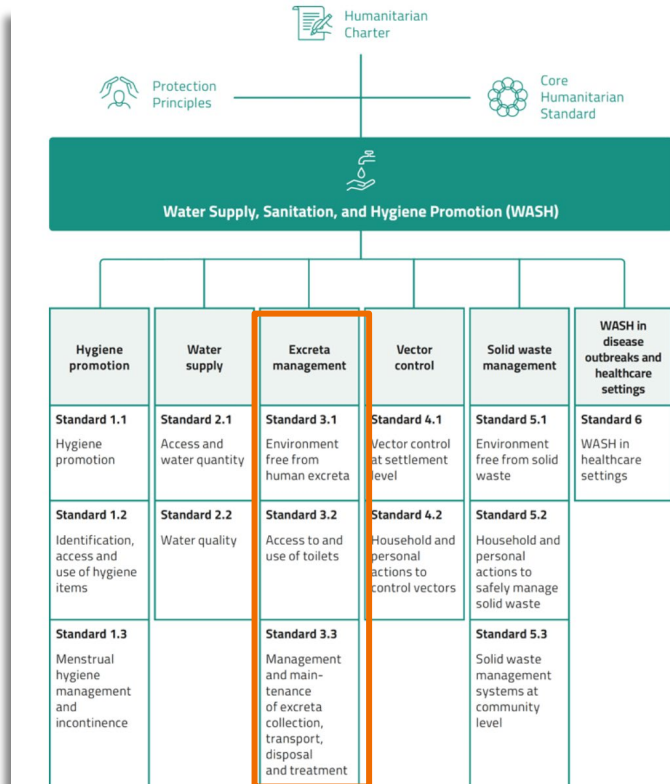 Humanitarian
Charter
Protection
Principles
Core
Humanitarian
Standard
Water Supply, Sanitation, and Hygiene Promotion (WASH)
Hygiene
promotion
Standard 1.1
Hygiene
promotion
Standard 1.2
Identification,
access and
use of hygiene
items
Standard 1.3
Menstrual
hygiene
management
and
incontinence
Water
supply
Standard 2.1
Access and
water quantity
Standard 2.2
Water quality
Excreta
management
Standard 3.1
Environment
free from
human excreta
Standard 3.2
Access to and
use of toilets
Standard 3.3
Management
and main-
tenance
of excreta
collection,
transport,
disposal
and treatment
Vector
control
Standard 4.1
Vector control
at settlement
level
Standard 4.2
Household and
personal
actions to
control vectors
Solid waste
management
Standard 5.1
Environment
free from solid
waste
Standard 5.2
Household and
personal
actions to
safely manage
solid waste
Standard 5.3
Solid waste
management
systems at
community
level
WASH in
disease
outbreaks and
healthcare
settings
Standard 6
WASH in
healthcare
settings